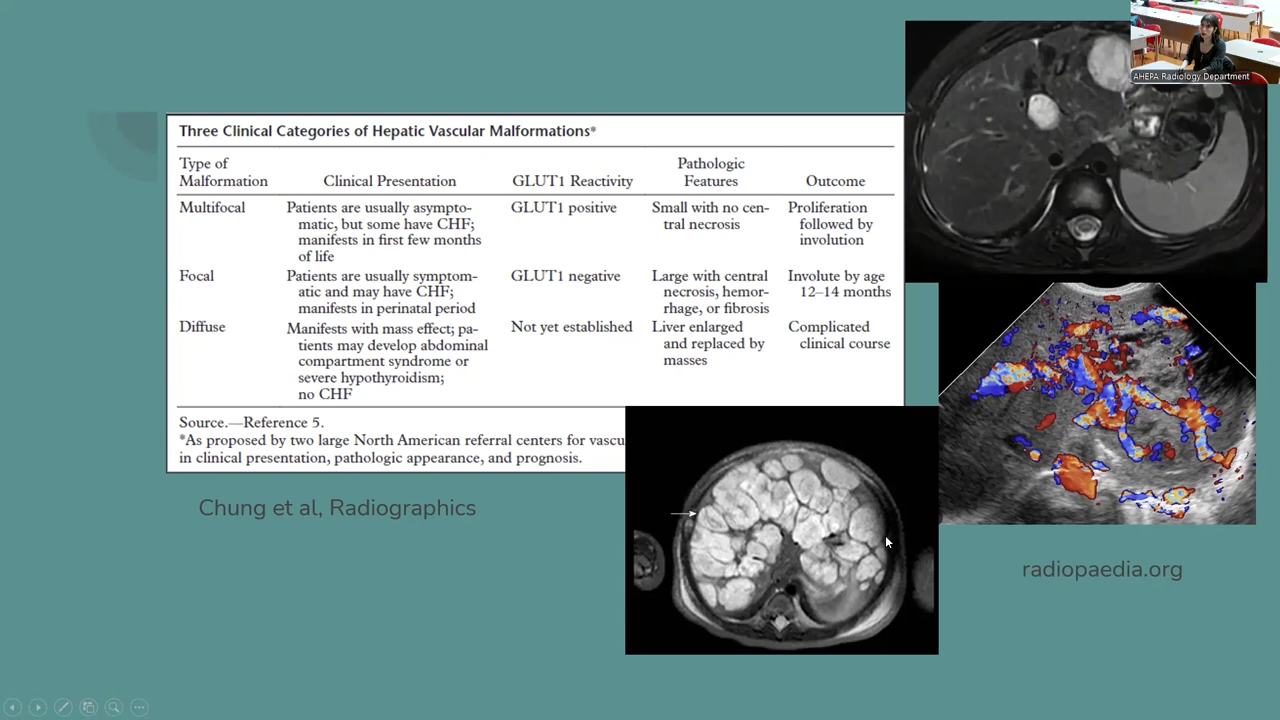 AHEPA Radiology Department
Three Clinical Categories of Hepatic Vascular Malformations*
Type of Malformation Clinical Presentation GLUT1 Reactivity Pathologic Features Outcome
Multifocal Patients are usually asympto-
matic, but some have CHF;
manifests in first few months
of life
GLUT1 positive
Small with no cen-
tral necrosis
Proliferation
followed by
involution
Focal Patients are usually symptom-
atic and may have CHF;
manifests in perinatal period
GLUT1 negative
Large with central
necrosis, hemor-
rhage, or fibrosis
Involute by age
12–14 months
Diffuse Manifests with mass effect; pa-
tients may develop abdominal
compartment syndrome or
severe hypothyroidism;
no CHF
Not yet established
Liver enlarged
and replaced by
masses
Complicated
clinical course
Source.—Reference 5.
*As proposed by two large North American referral centers for vascu
in clinical presentation, pathologic appearance, and prognosis.
Chung et al, Radiographics
radiopaedia.org